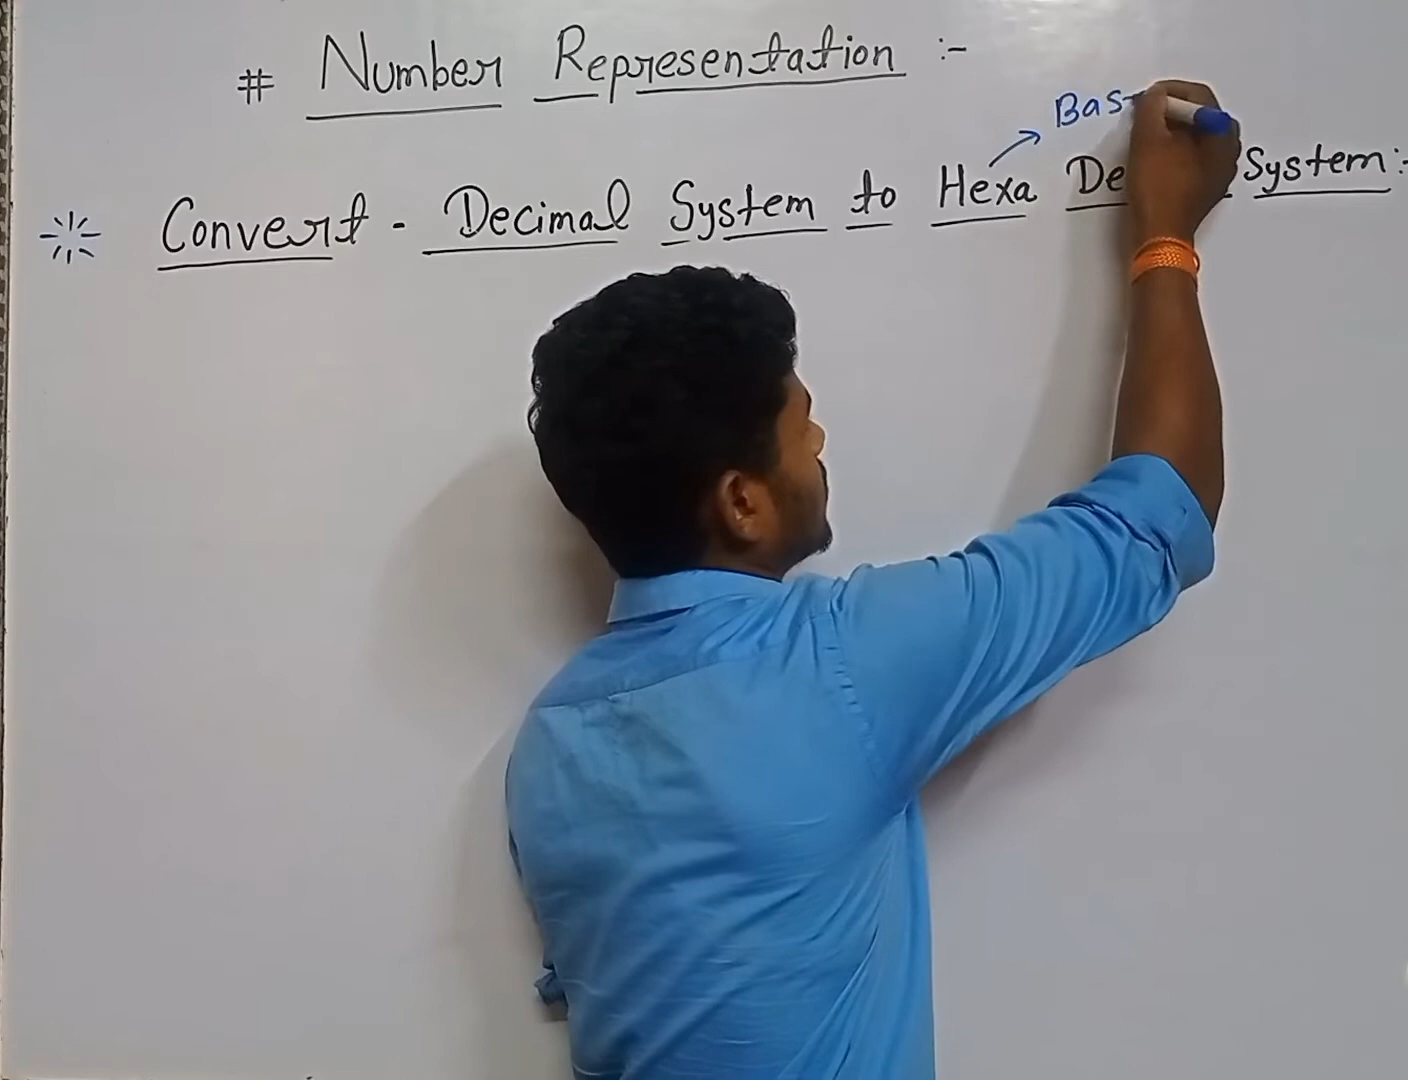 # Number Representation :-
Bas
Convert - Decimal System to Hexa De System:-